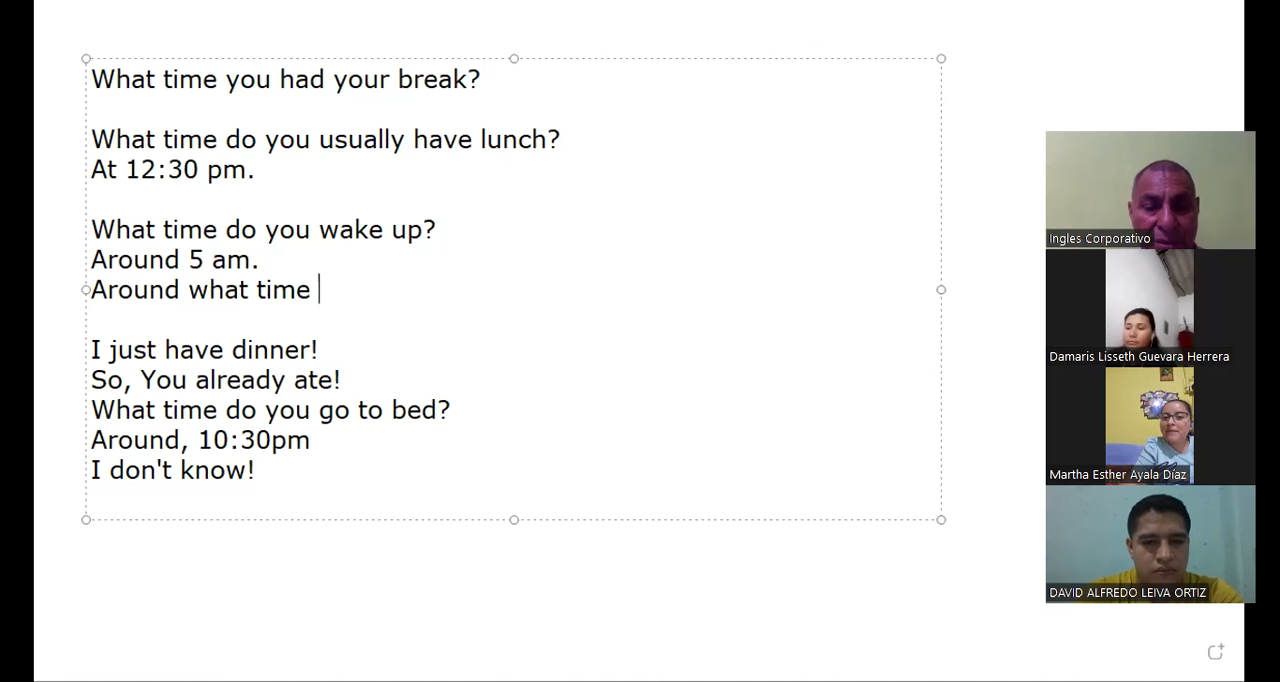 What time you had your break?
What time do you usually have lunch?
At 12:30 pm.
What time do you wake up?
Around 5 am.
Around what time
I just have dinner!
So, You already ate!
What time do you go to bed?
Around, 10:30pm
I don't know!
Ingles Corporativo
Damaris Lisseth Guevara Herrera
Martha Esther Ayala Díaz
DAVID ALFREDO LEIVA ORTIZ